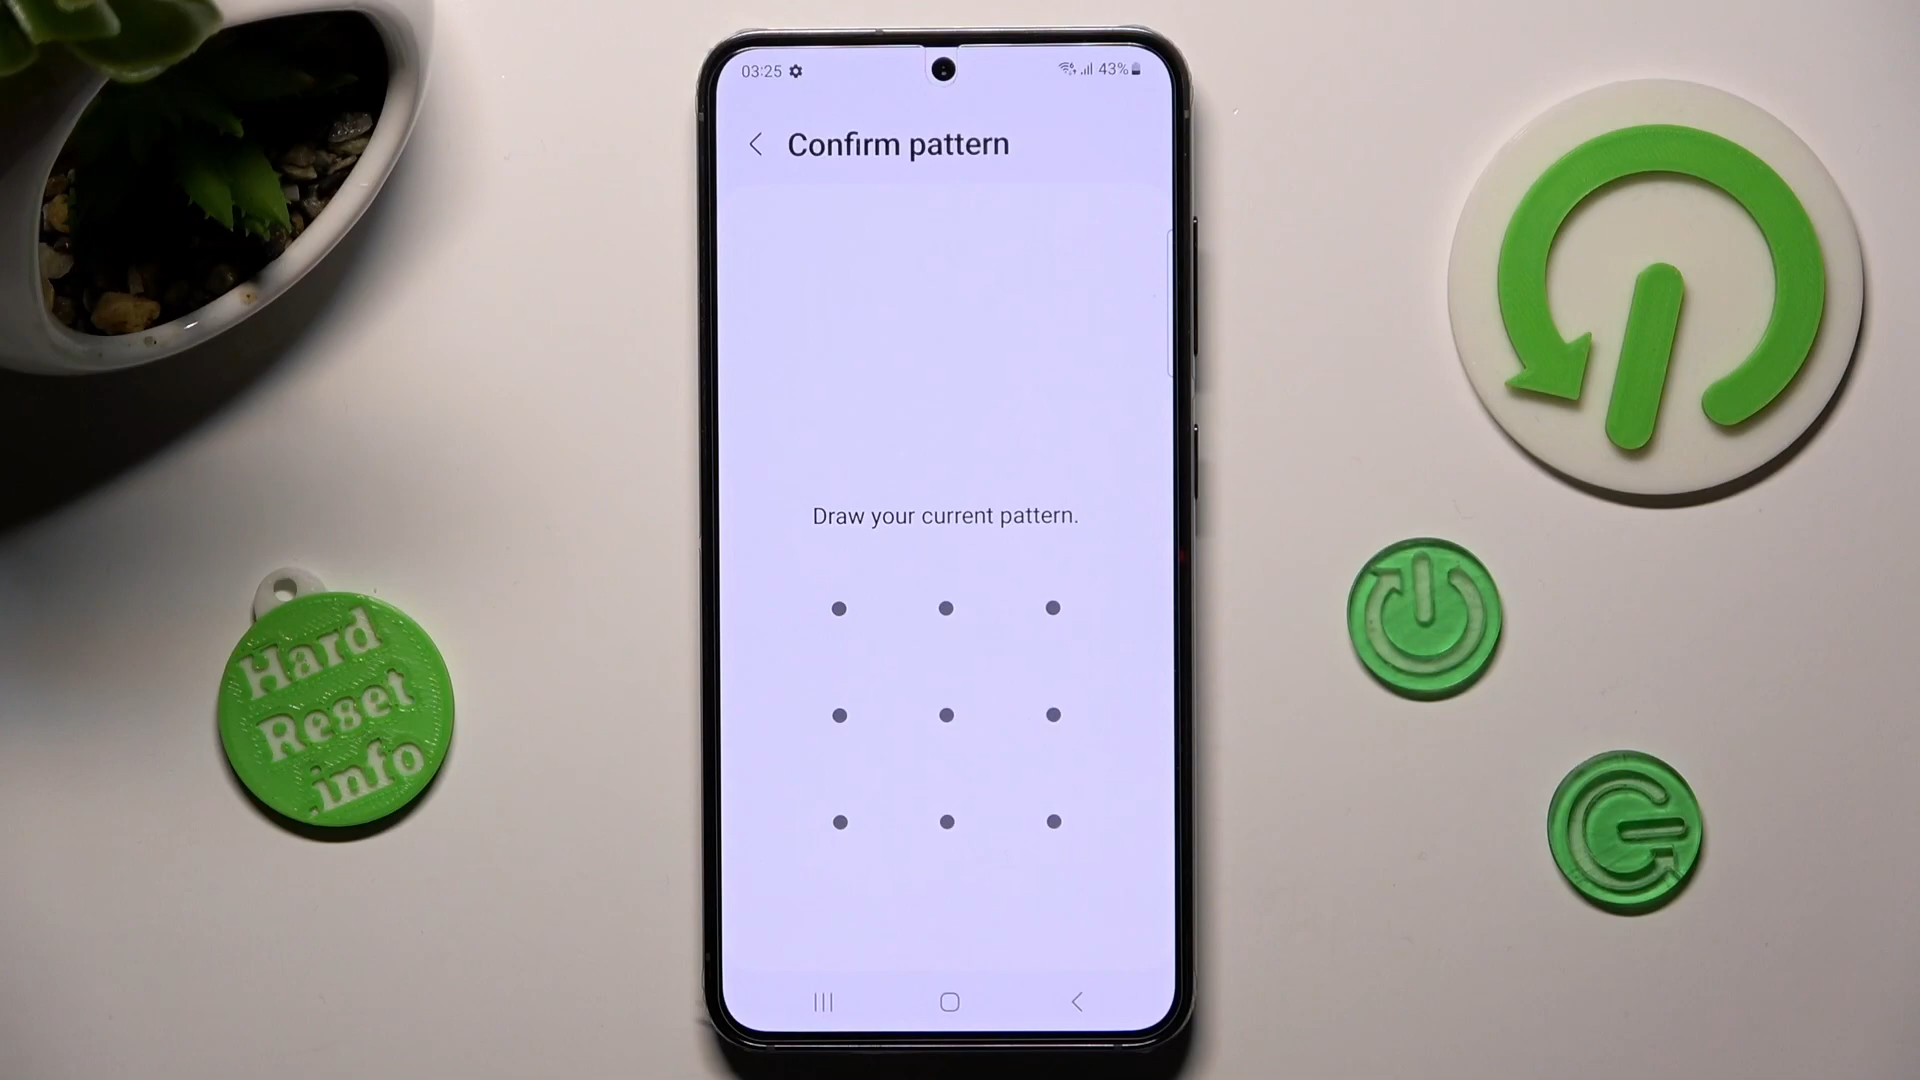 03:25
43%
Confirm pattern
Draw your current pattern.
Hard
Reset
.info